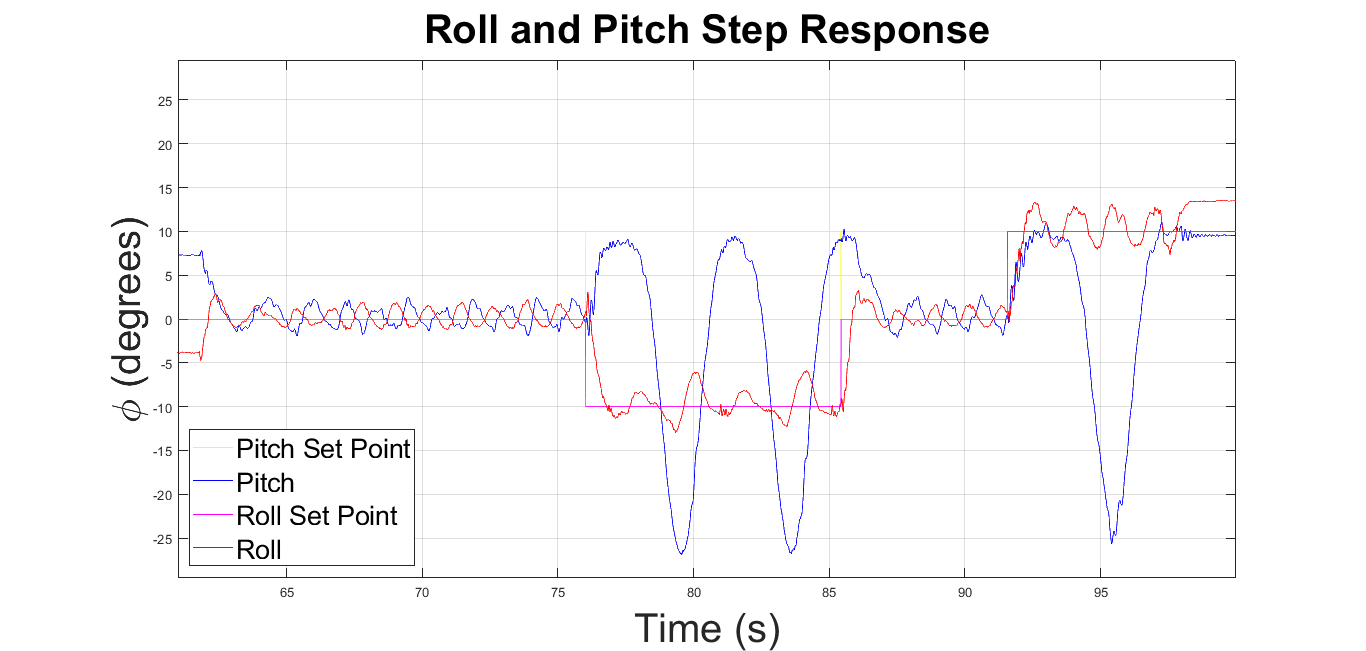 Roll and Pitch Step Response
25
20
15
10
5
0
-5
-10
-15
-20
-25
ϕ (degrees)
Pitch Set Point
Pitch
Roll Set Point
Roll
65 70 75 80 85 90 95
Time (s)